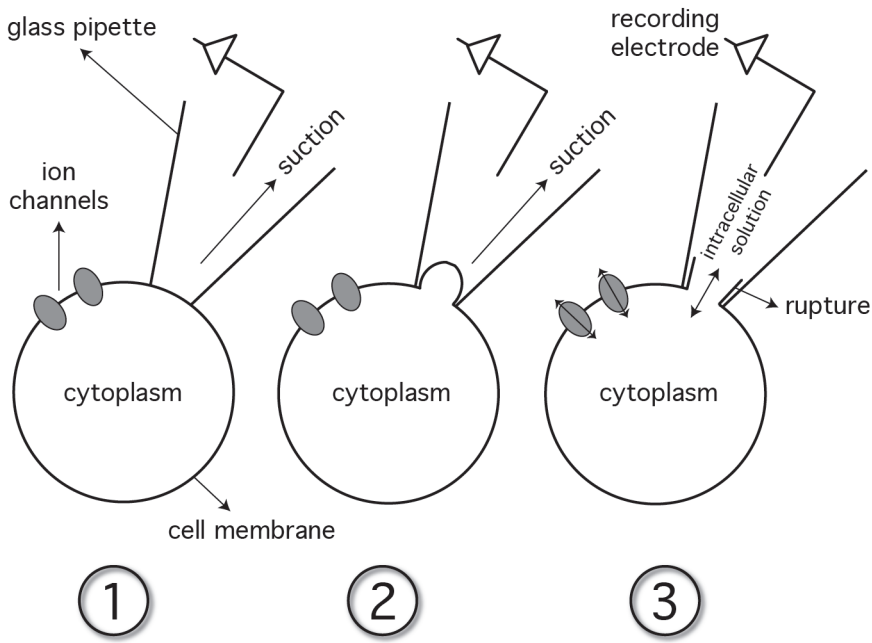 glass pipette
ion
channels
suction
cytoplasm
cell membrane
1
suction
cytoplasm
2
recording
electrode
intracellular
solution
rupture
cytoplasm
3